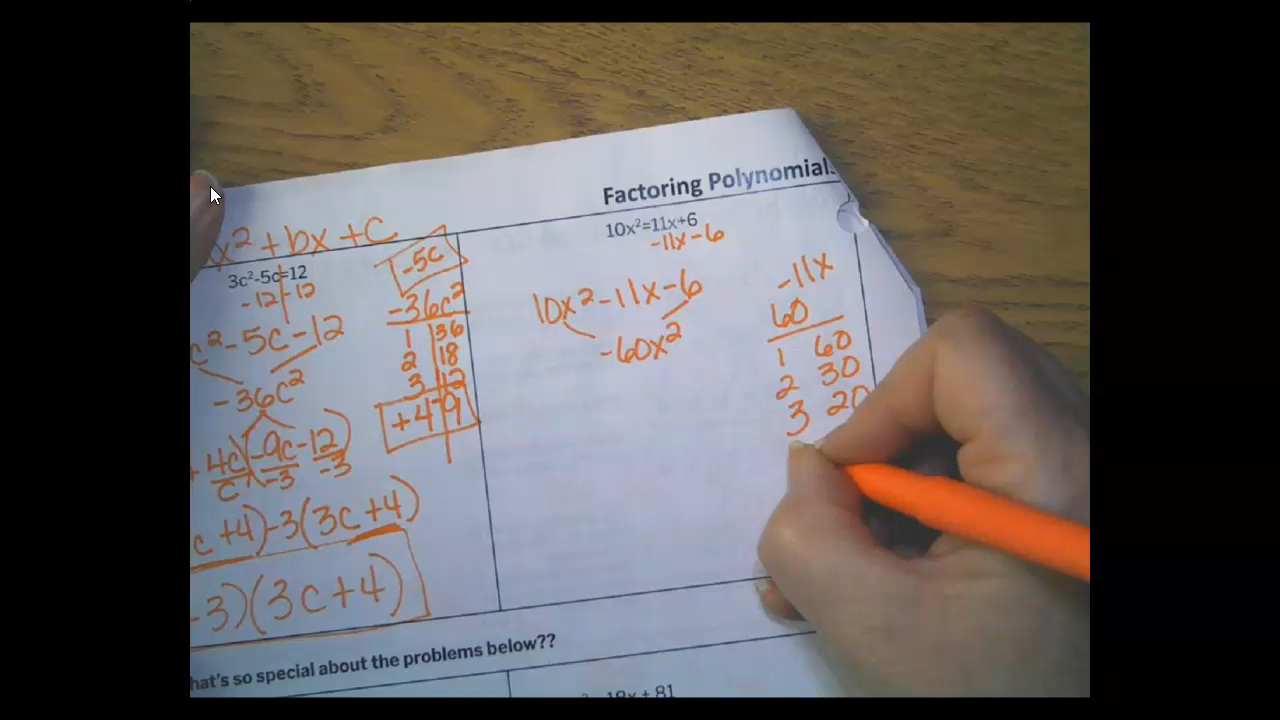 Factoring Polynomial
x²+bx+C
3c²-5c=12
-12 -12
c²-5c-12
-36c²
+4c -9c-12
c -3 -3
c+4)-3(3c+4)
-3)(3c+4)
-5c
-36c²
1 36
2 18
3 12
+4-9
10x²=11x+6
-11x-6
10x²-11x-6
-60x²
-11x
60
1 60
2 30
3 20
hat's so special about the problems below??
18x + 81